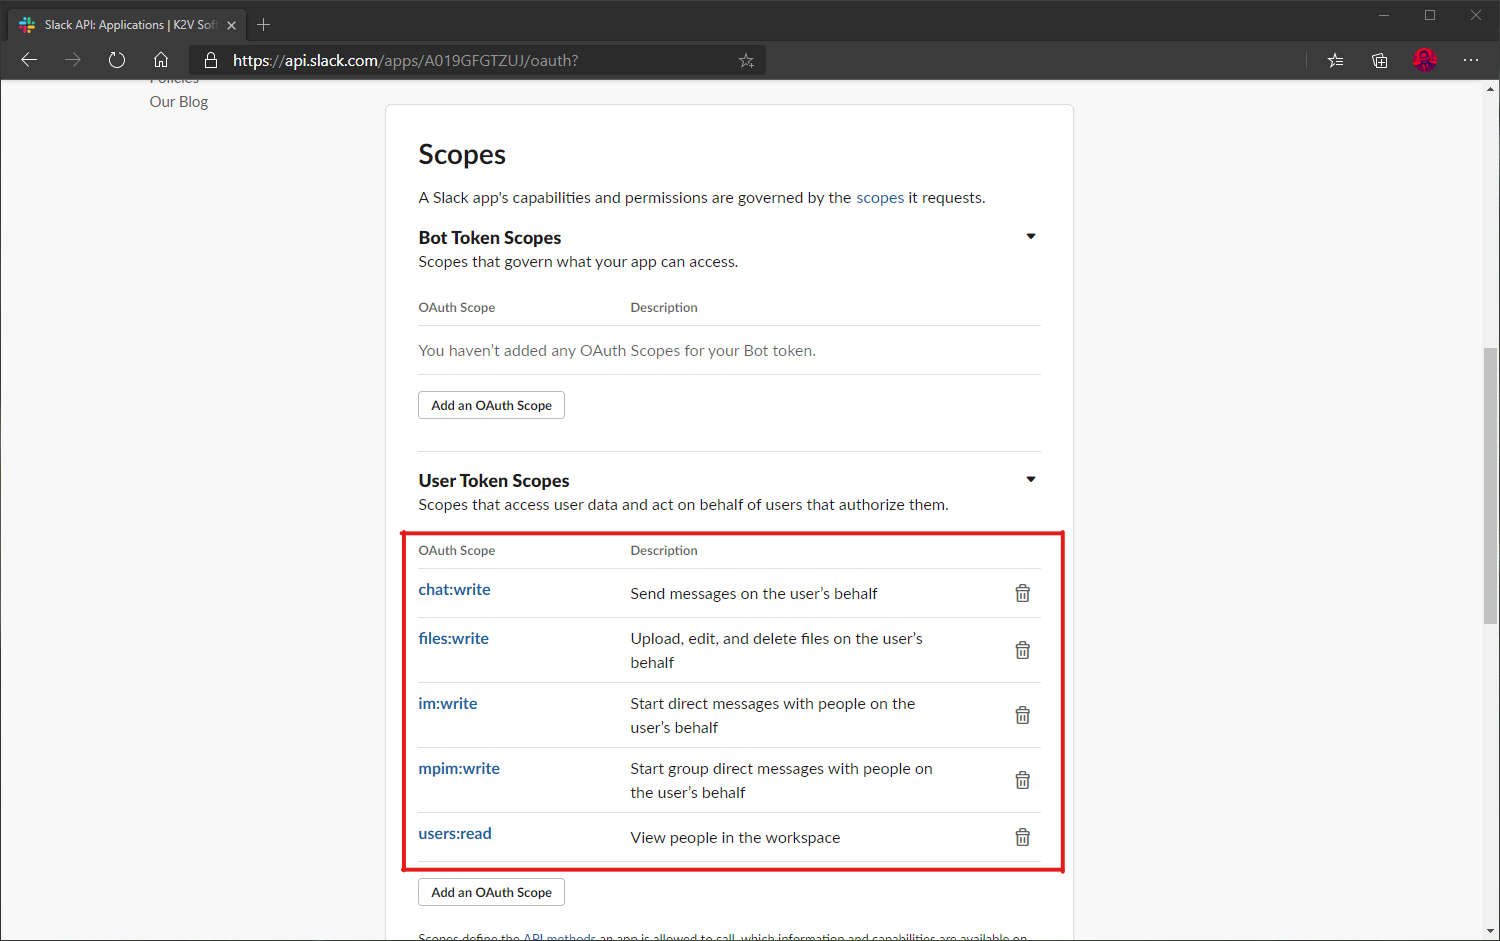 Slack API: Applications | K2V Sof
https://api.slack.com/apps/A019GFGTZUJ/oauth?
Policies
Our Blog
Scopes
A Slack app's capabilities and permissions are governed by the scopes it requests.
Bot Token Scopes
Scopes that govern what your app can access.
OAuth Scope Description
You haven’t added any OAuth Scopes for your Bot token.
Add an OAuth Scope
User Token Scopes
Scopes that access user data and act on behalf of users that authorize them.
OAuth Scope Description
chat:write Send messages on the user’s behalf
files:write Upload, edit, and delete files on the user’s
behalf
im:write Start direct messages with people on the
user’s behalf
mpim:write Start group direct messages with people on
the user’s behalf
users:read View people in the workspace
Add an OAuth Scope
Scopes define the API methods an app is allowed to call, which information and capabilities are available on